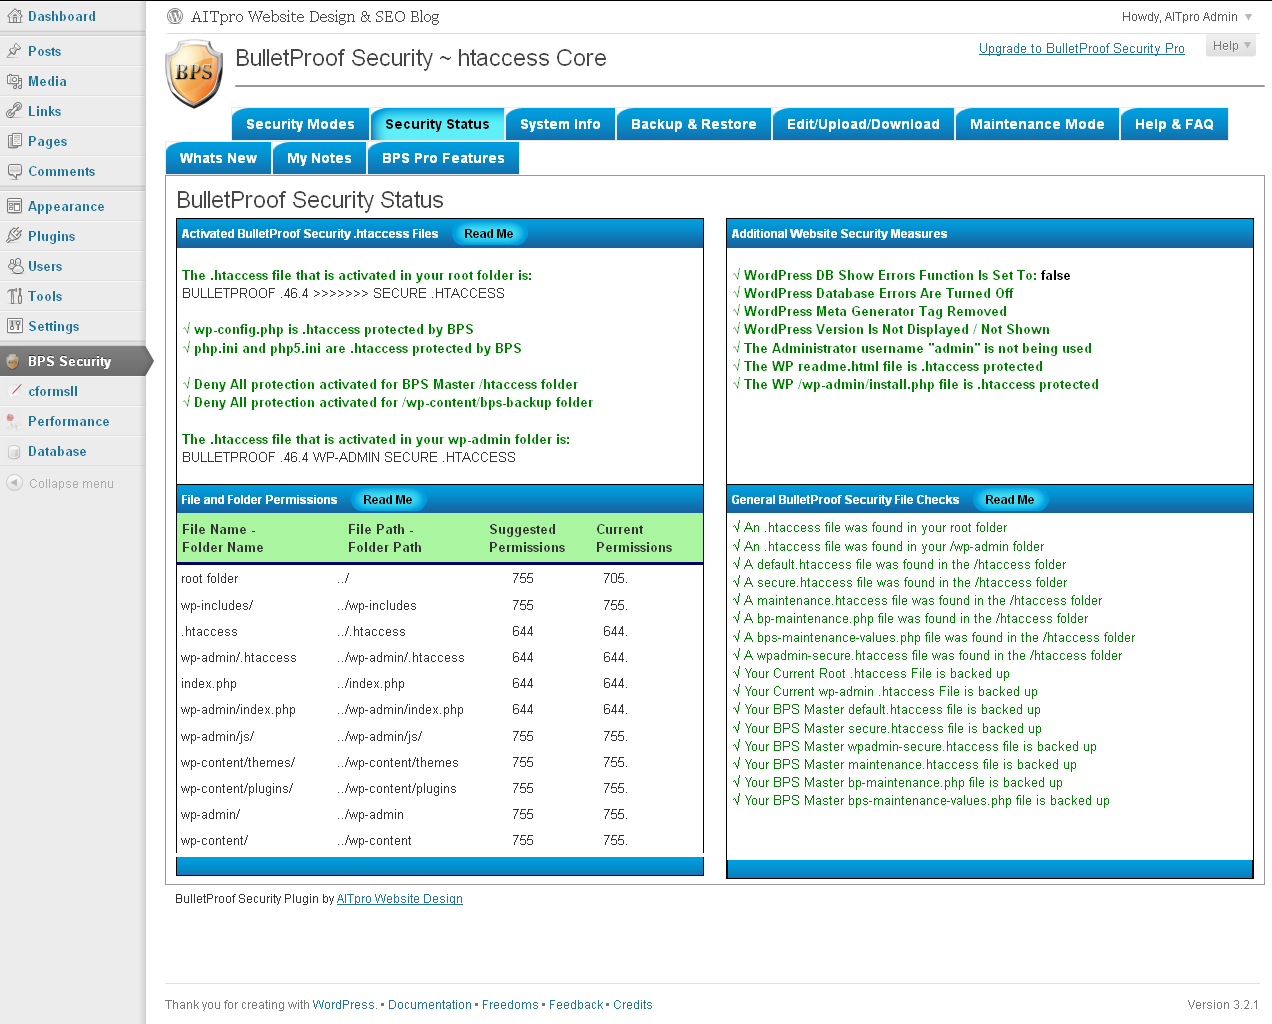 Dashboard
Posts
Media
Links
Pages
Comments
Appearance
Plugins
Users
Tools
Settings
BPS Security
cformsII
Performance
Database
Collapse menu
AITpro Website Design & SEO Blog
Howdy, AITpro Admin
BPS
BulletProof Security ~ htaccess Core
Upgrade to BulletProof Security Pro
Help
Security Modes
Security Status
System Info
Backup & Restore
Edit/Upload/Download
Maintenance Mode
Help & FAQ
Whats New
My Notes
BPS Pro Features
BulletProof Security Status
Activated BulletProof Security .htaccess Files
Read Me
The .htaccess file that is activated in your root folder is:
BULLETPROOF .46.4 >>>>>>> SECURE .HTACCESS
√ wp-config.php is .htaccess protected by BPS
√ php.ini and php5.ini are .htaccess protected by BPS
√ Deny All protection activated for BPS Master /htaccess folder
√ Deny All protection activated for /wp-content/bps-backup folder
The .htaccess file that is activated in your wp-admin folder is:
BULLETPROOF .46.4 WP-ADMIN SECURE .HTACCESS
Additional Website Security Measures
√ WordPress DB Show Errors Function Is Set To: false
√ WordPress Database Errors Are Turned Off
√ WordPress Meta Generator Tag Removed
√ WordPress Version Is Not Displayed / Not Shown
√ The Administrator username "admin" is not being used
√ The WP readme.html file is .htaccess protected
√ The WP /wp-admin/install.php file is .htaccess protected
File and Folder Permissions
Read Me
File Name - Folder Name File Path - Folder Path Suggested Permissions Current Permissions
root folder ../ 755 705.
wp-includes/ ../wp-includes 755 755.
.htaccess ../.htaccess 644 644.
wp-admin/.htaccess ../wp-admin/.htaccess 644 644.
index.php ../index.php 644 644.
wp-admin/index.php ../wp-admin/index.php 644 644.
wp-admin/js/ ../wp-admin/js/ 755 755.
wp-content/themes/ ../wp-content/themes 755 755.
wp-content/plugins/ ../wp-content/plugins 755 755.
wp-admin/ ../wp-admin 755 755.
wp-content/ ../wp-content 755 755.
General BulletProof Security File Checks
Read Me
√ An .htaccess file was found in your root folder
√ An .htaccess file was found in your /wp-admin folder
√ A default.htaccess file was found in the /htaccess folder
√ A secure.htaccess file was found in the /htaccess folder
√ A maintenance.htaccess file was found in the /htaccess folder
√ A bp-maintenance.php file was found in the /htaccess folder
√ A bps-maintenance-values.php file was found in the /htaccess folder
√ A wpadmin-secure.htaccess file was found in the /htaccess folder
√ Your Current Root .htaccess File is backed up
√ Your Current wp-admin .htaccess File is backed up
√ Your BPS Master default.htaccess file is backed up
√ Your BPS Master secure.htaccess file is backed up
√ Your BPS Master wpadmin-secure.htaccess file is backed up
√ Your BPS Master maintenance.htaccess file is backed up
√ Your BPS Master bp-maintenance.php file is backed up
√ Your BPS Master bps-maintenance-values.php file is backed up
BulletProof Security Plugin by AITpro Website Design
Thank you for creating with WordPress. • Documentation • Freedoms • Feedback • Credits
Version 3.2.1